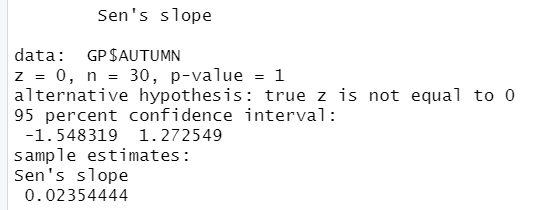 Sen's slope
data:  GP$AUTUMN
z = 0, n = 30, p-value = 1
alternative hypothesis: true z is not equal to 0
95 percent confidence interval:
-1.548319  1.272549
sample estimates:
Sen's slope
0.02354444